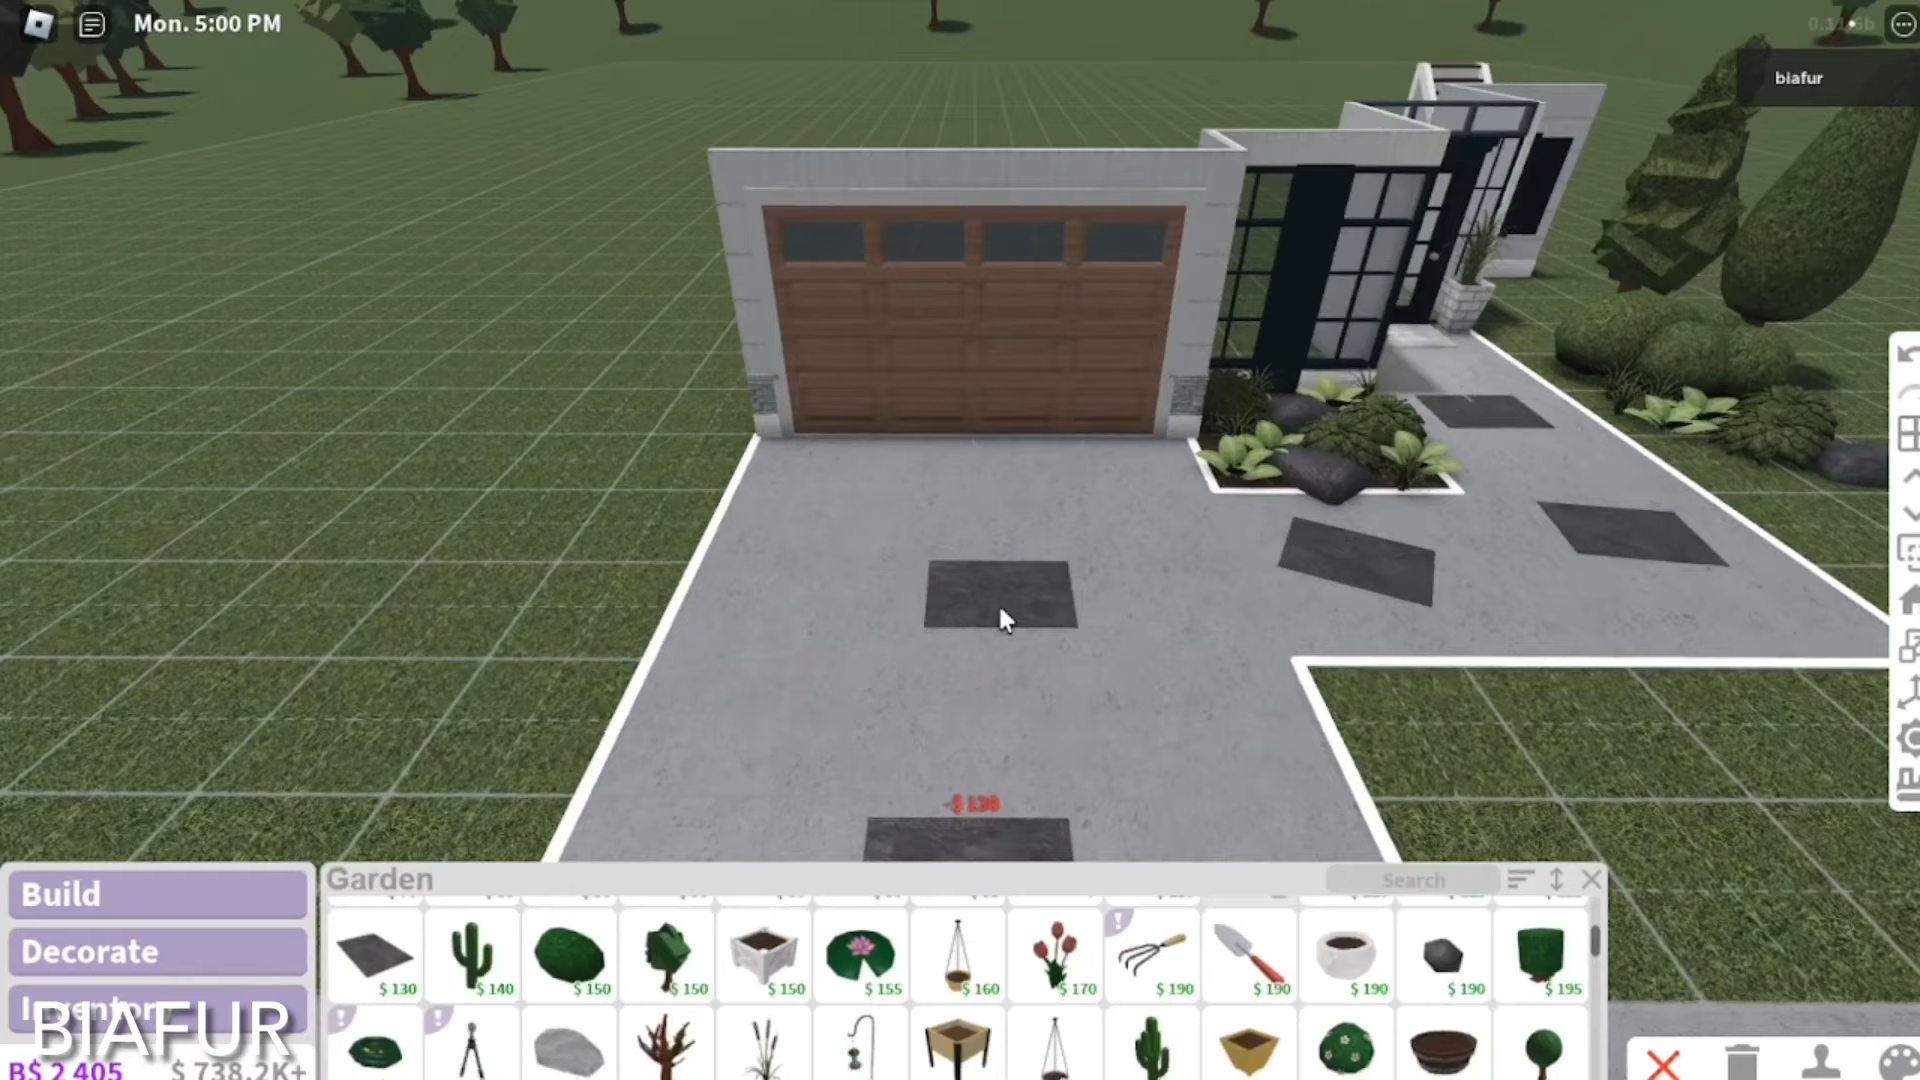 Mon. 5:00 PM
biafur
-$ 130
Build
Garden
Search
$ 130
$ 140
$ 150
$ 150
$ 150
$ 155
$ 160
$ 170
$ 190
$ 190
$ 190
$ 190
$ 195
Decorate
BIAFUR
B$ 2 405
$ 738.2K+